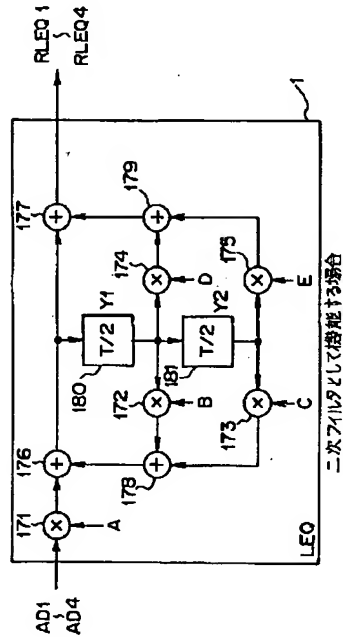 AD1
〜
AD4
171
A
176
177
RLEQ1
〜
RLEQ4
1
180
T/2
Y1
172
B
174
D
179
178
181
T/2
Y2
173
C
175
E
LEQ
二次フィルタとして機能する場合